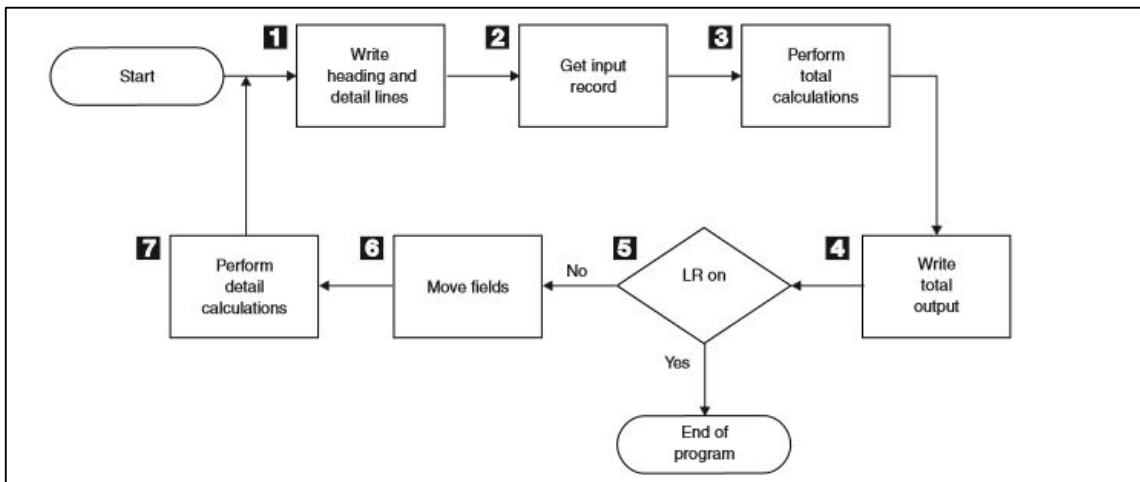 Start
1
Write
heading and
detail lines
2
Get input
record
3
Perform
total
calculations
4
Write
total
output
5
LR on
No
Yes
6
Move fields
7
Perform
detail
calculations
End of
program